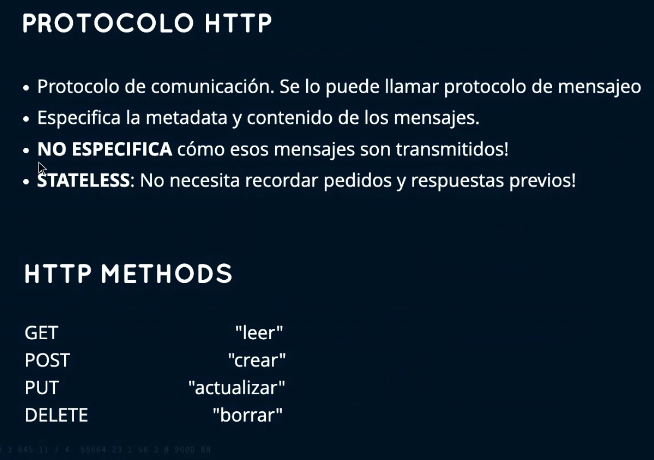 PROTOCOLO HTTP
• Protocolo de comunicación. Se lo puede llamar protocolo de mensajeo
• Especifica la metadata y contenido de los mensajes.
• NO ESPECIFICA cómo esos mensajes son transmitidos!
• STATELESS: No necesita recordar pedidos y respuestas previos!
HTTP METHODS
GET "leer"
POST "crear"
PUT "actualizar"
DELETE "borrar"